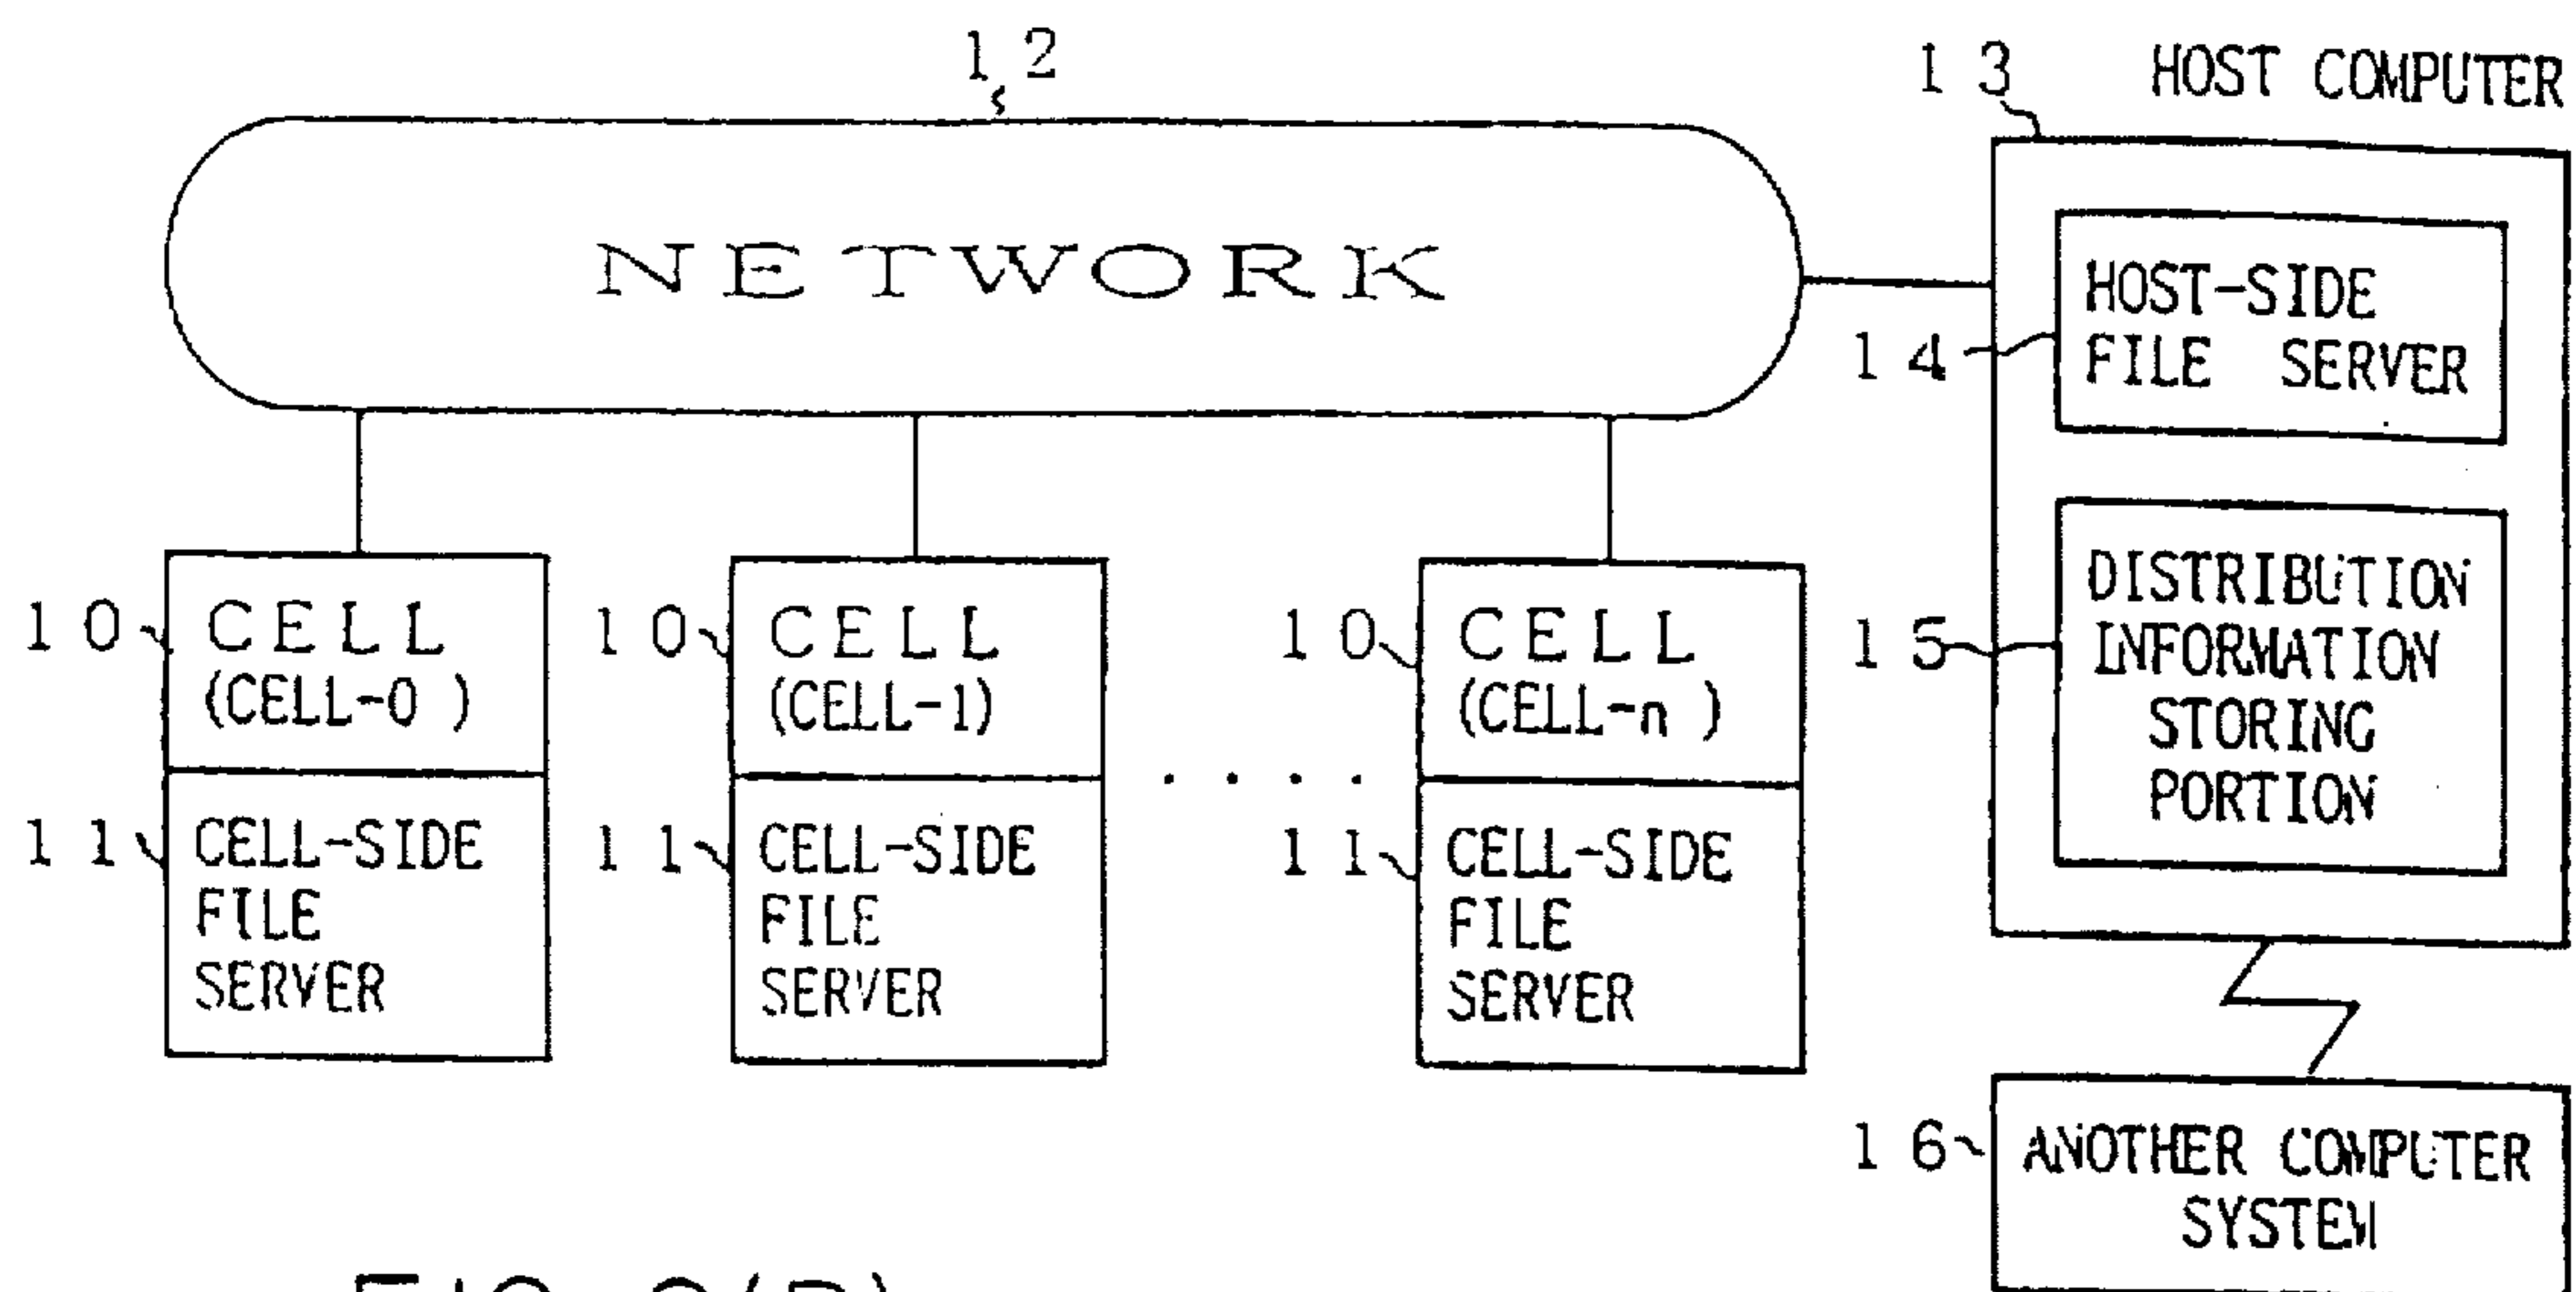 12
13 HOST COMPUTER
NETWORK
HOST-SIDE
14 FILE SERVER
10 CELL
(CELL-0 )
10 CELL
(CELL-1)
10 CELL
(CELL-n )
15 DISTRIBUTION
INFORMATION
STORING
PORTION
. . . .
11 CELL-SIDE
FILE
SERVER
11 CELL-SIDE
FILE
SERVER
11 CELL-SIDE
FILE
SERVER
16 ANOTHER COMPUTER
SYSTEM